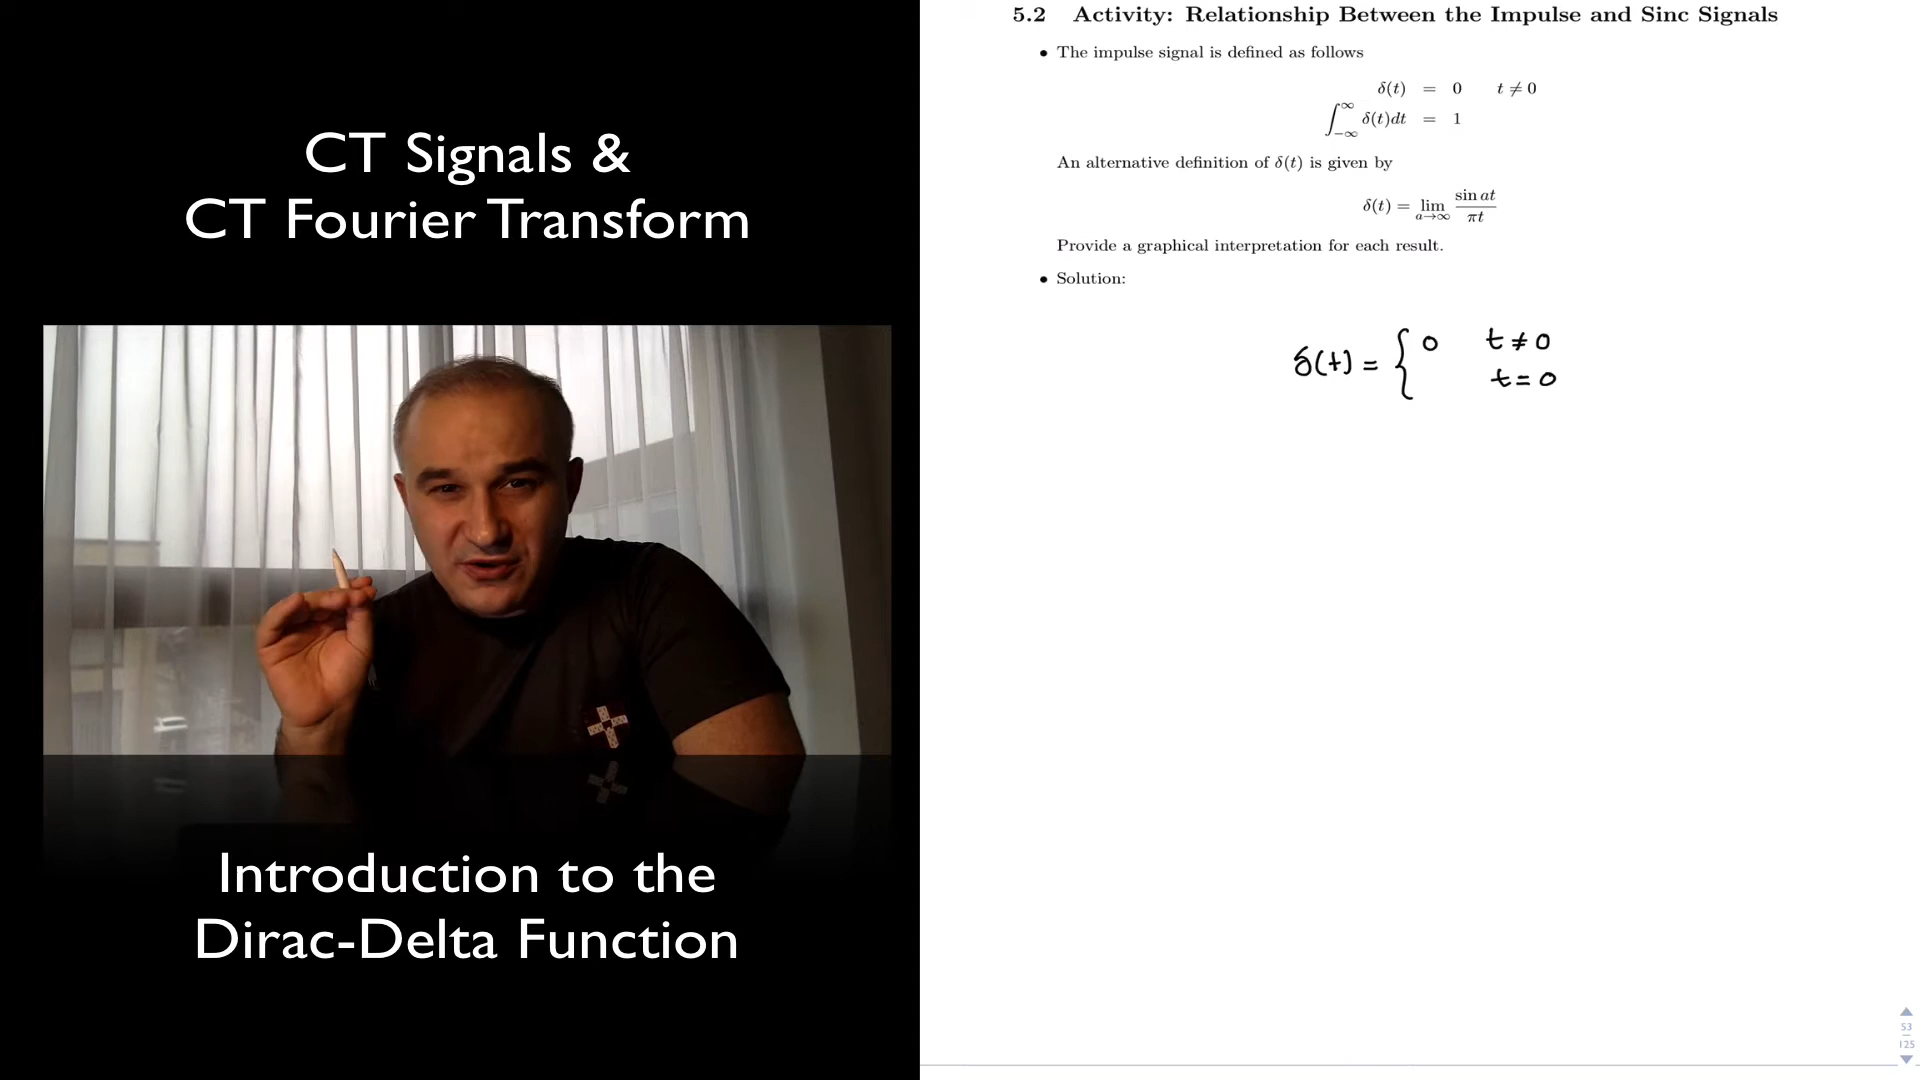 CT Signals &
CT Fourier Transform
Introduction to the
Dirac-Delta Function
5.2 Activity: Relationship Between the Impulse and Sinc Signals
• The impulse signal is defined as follows
δ(t) = 0 t ≠ 0
∫_{-∞}^{∞} δ(t)dt = 1
An alternative definition of δ(t) is given by
δ(t) = lim_{a→∞} sin at / πt
Provide a graphical interpretation for each result.
• Solution:
δ(t) = { 0 t ≠ 0
t = 0
53
125